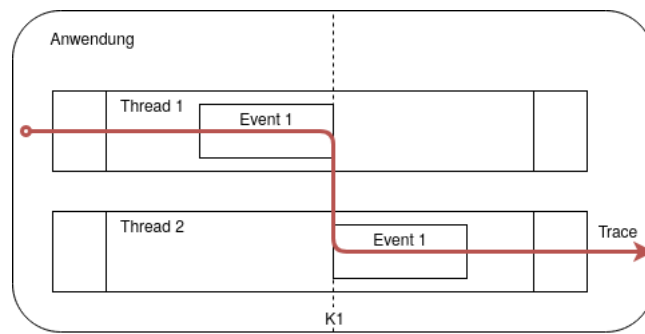 Anwendung
Thread 1
Event 1
Thread 2
Event 1
Trace
K1